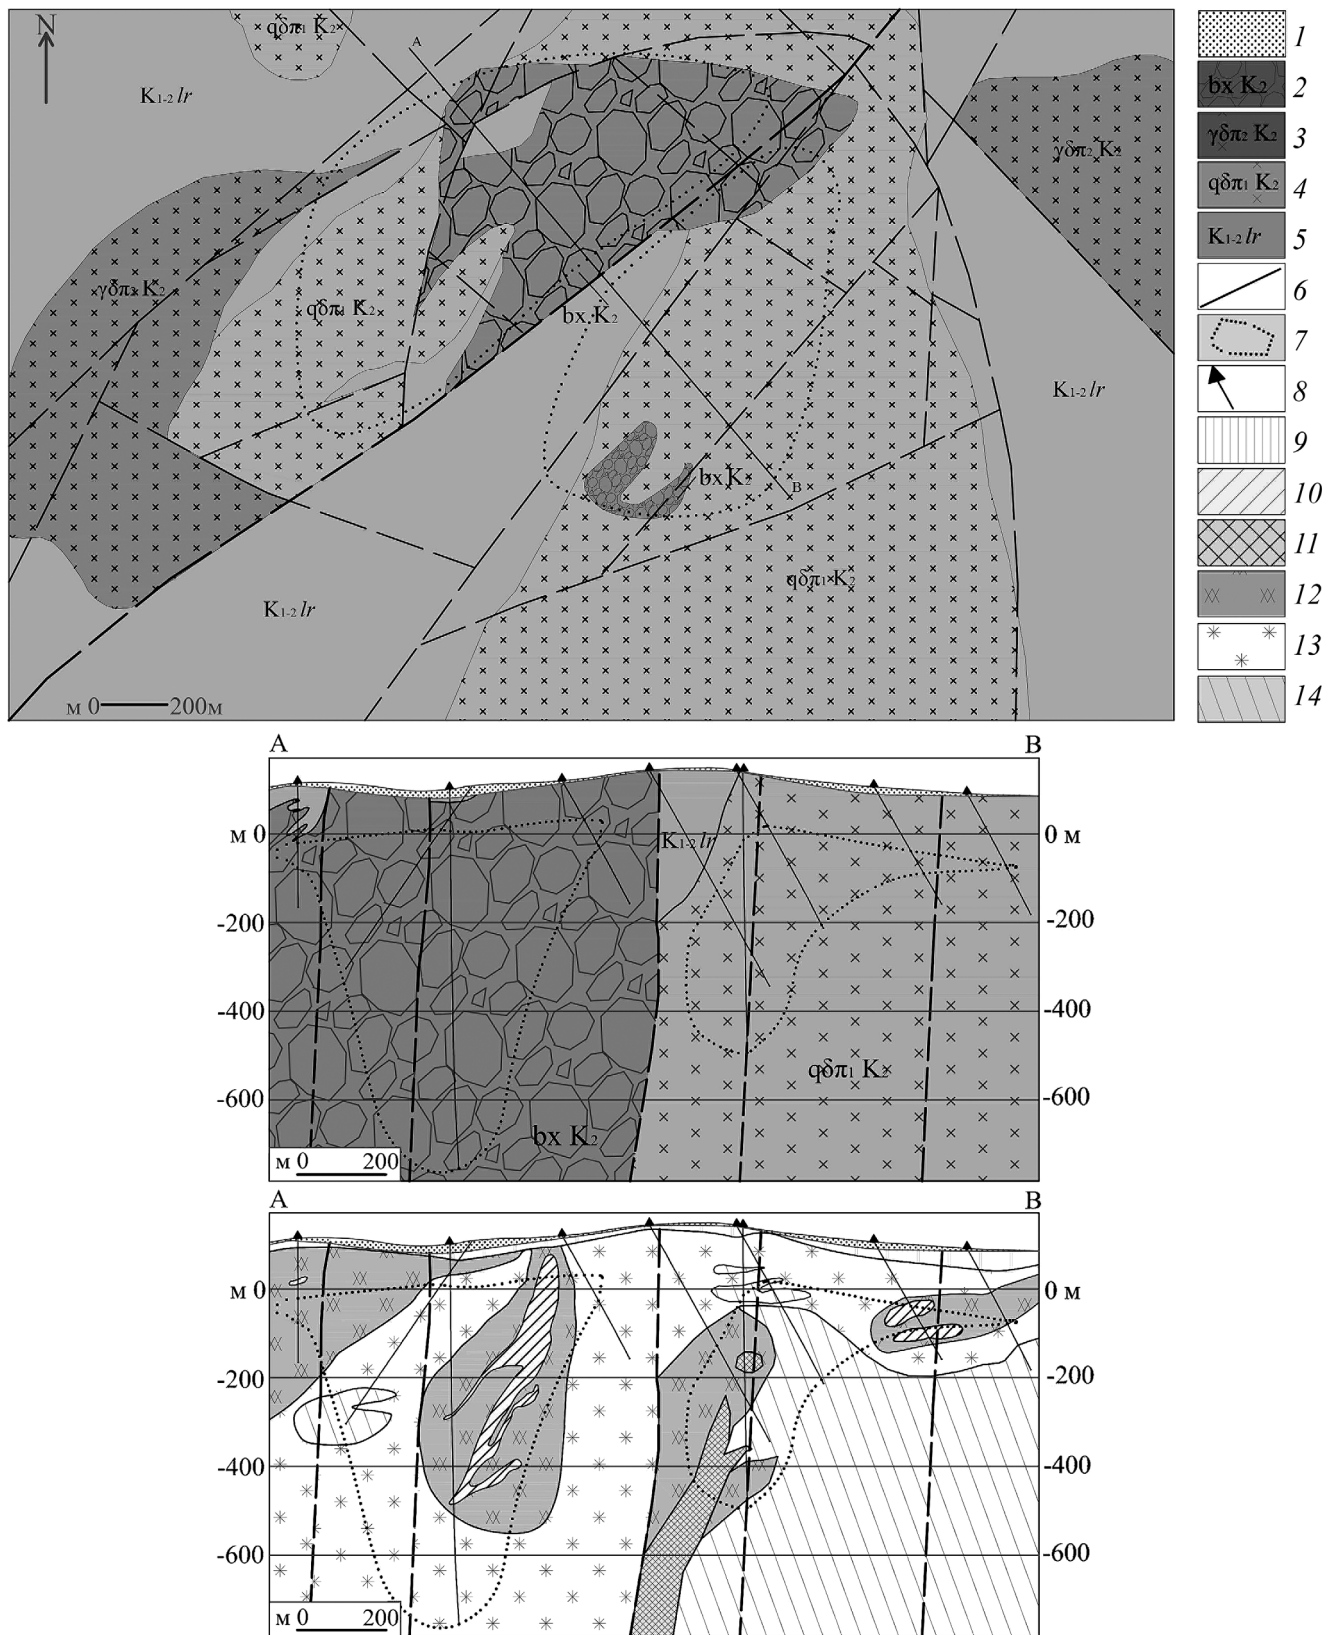 N
qδπ₁ K₂
A
K₁₋₂ lr
γδπ₂ K₂
γδπ₂ K₂
qδπ₁ K₂
bx K₂
K₁₋₂ lr
bx K₂
B
qδπ₁ K₂
K₁₋₂ lr
м 0 200м
1
bx K₂ 2
γδπ₂ K₂ 3
qδπ₁ K₂ 4
K₁₋₂ lr 5
6
7
8
9
10
11
12
13
14
A B
м 0 K₁₋₂ lr 0 м
-200 -200
-400 -400
qδπ₁ K₂
-600 -600
bx K₂
м 0 200
A B
м 0 0 м
-200 -200
-400 -400
-600 -600
м 0 200